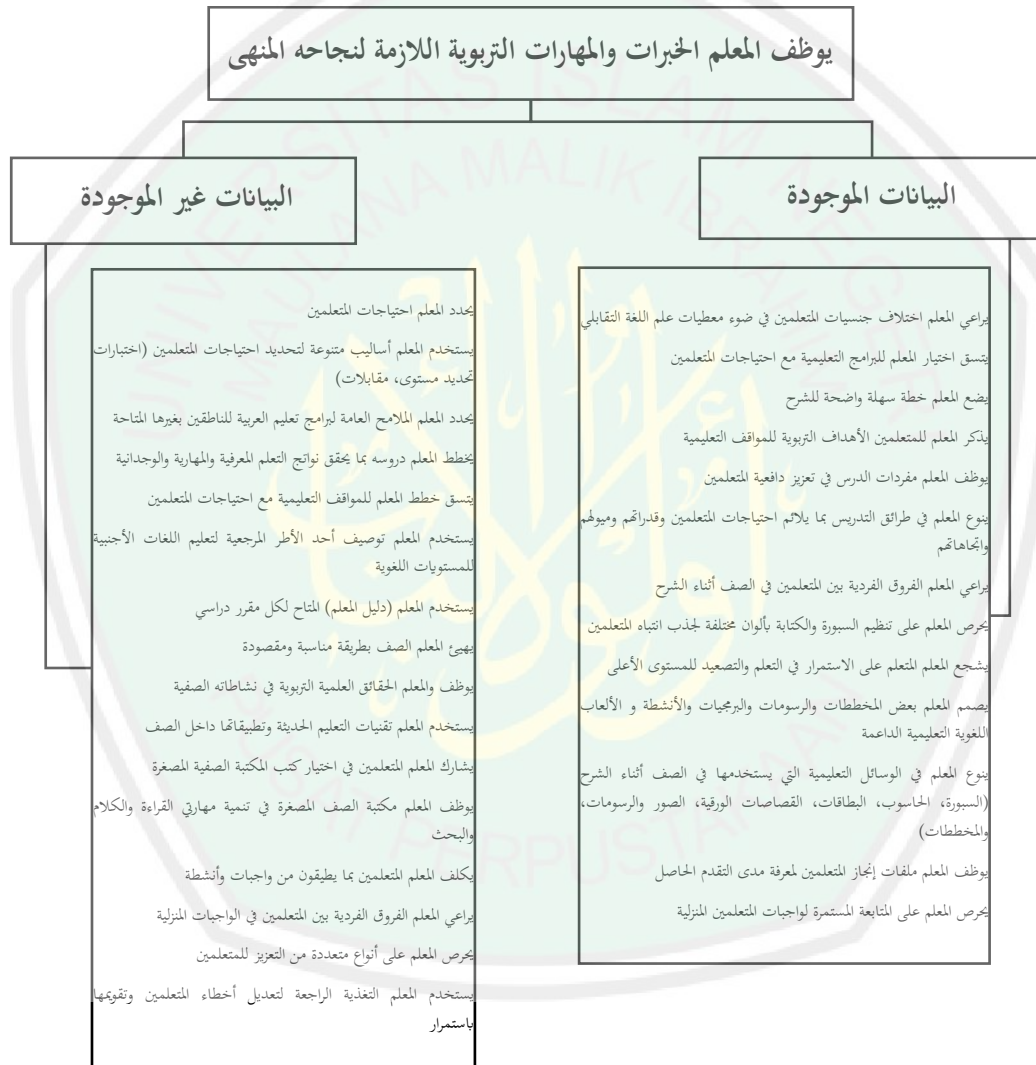 يوظف المعلم الخبرات والمهارات التربوية اللازمة لنجاحه المنهى
البيانات الموجودة
البيانات غير الموجودة
يراعي المعلم اختلاف جنسيات المتعلمين في ضوء معطيات علم اللغة التقابلي
يتسق اختيار المعلم للبرامج التعليمية مع احتياجات المتعلمين
يضع المعلم خطة سهلة واضحة للشرح
يذكر المعلم للمتعلمين الأهداف التربوية للمواقف التعليمية
يوظف المعلم مفردات الدرس في تعزيز دافعية المتعلمين
ينوع المعلم في طرائق التدريس بما يلائم احتياجات المتعلمين وقدراتهم وميولهم
واتجاهاتهم
يراعي المعلم الفروق الفردية بين المتعلمين في الصف أثناء الشرح
يحرص المعلم على تنظيم السبورة والكتابة بألوان مختلفة لجذب انتباه المتعلمين
يشجع المعلم المتعلم على الاستمرار في التعلم والتصعيد للمستوى الأعلى
يصمم المعلم بعض المخططات والرسومات والبرمجيات والأنشطة و الألعاب
اللغوية التعليمية الداعمة
ينوع المعلم في الوسائل التعليمية التي يستخدمها في الصف أثناء الشرح
(السبورة، الحاسوب، البطاقات، القصاصات الورقية، الصور والرسومات،
والمخططات)
يوظف المعلم ملفات إنجاز المتعلمين لمعرفة مدى التقدم الحاصل
يحرص المعلم على المتابعة المستمرة لواجبات المتعلمين المنزلية
يحدد المعلم احتياجات المتعلمين
يستخدم المعلم أساليب متنوعة لتحديد احتياجات المتعلمين (اختبارات
تحديد مستوى، مقابلات)
يحدد المعلم الملامح العامة لبرامج تعليم العربية للناطقين بغيرها المتاحة
يخطط المعلم دروسه بما يحقق نواتج التعلم المعرفية والمهارية والوجدانية
يتسق خطط المعلم للمواقف التعليمية مع احتياجات المتعلمين
يستخدم المعلم توصيف أحد الأطر المرجعية لتعليم اللغات الأجنبية
للمستويات اللغوية
يستخدم المعلم (دليل المعلم) المتاح لكل مقرر دراسي
يهيئ المعلم الصف بطريقة مناسبة ومقصودة
يوظف والمعلم الحقائق العلمية التربوية في نشاطاته الصفية
يستخدم المعلم تقنيات التعليم الحديثة وتطبيقاتها داخل الصف
يشارك المعلم المتعلمين في اختيار كتب المكتبة الصفية المصغرة
يوظف المعلم مكتبة الصف المصغرة في تنمية مهارتي القراءة والكلام
والبحث
يكلف المعلم المتعلمين بما يطيقون من واجبات وأنشطة
يراعي المعلم الفروق الفردية بين المتعلمين في الواجبات المنزلية
يحرص المعلم على أنواع متعددة من التعزيز للمتعلمين
يستخدم المعلم التغذية الراجعة لتعديل أخطاء المتعلمين وتقويمها
باستمرار
UNIVERSITAS ISLAM NEGERI
MAULANA MALIK IBRAHIM
PUSAT PERPUSTAKAAN